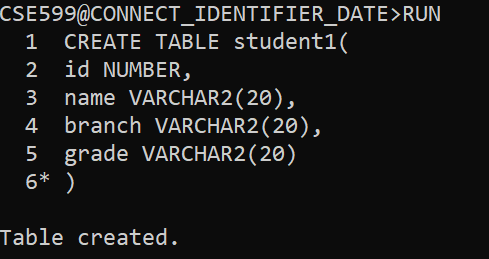 CSE599@CONNECT_IDENTIFIER_DATE>RUN
1 CREATE TABLE student1(
2 id NUMBER,
3 name VARCHAR2(20),
4 branch VARCHAR2(20),
5 grade VARCHAR2(20)
6* )
Table created.